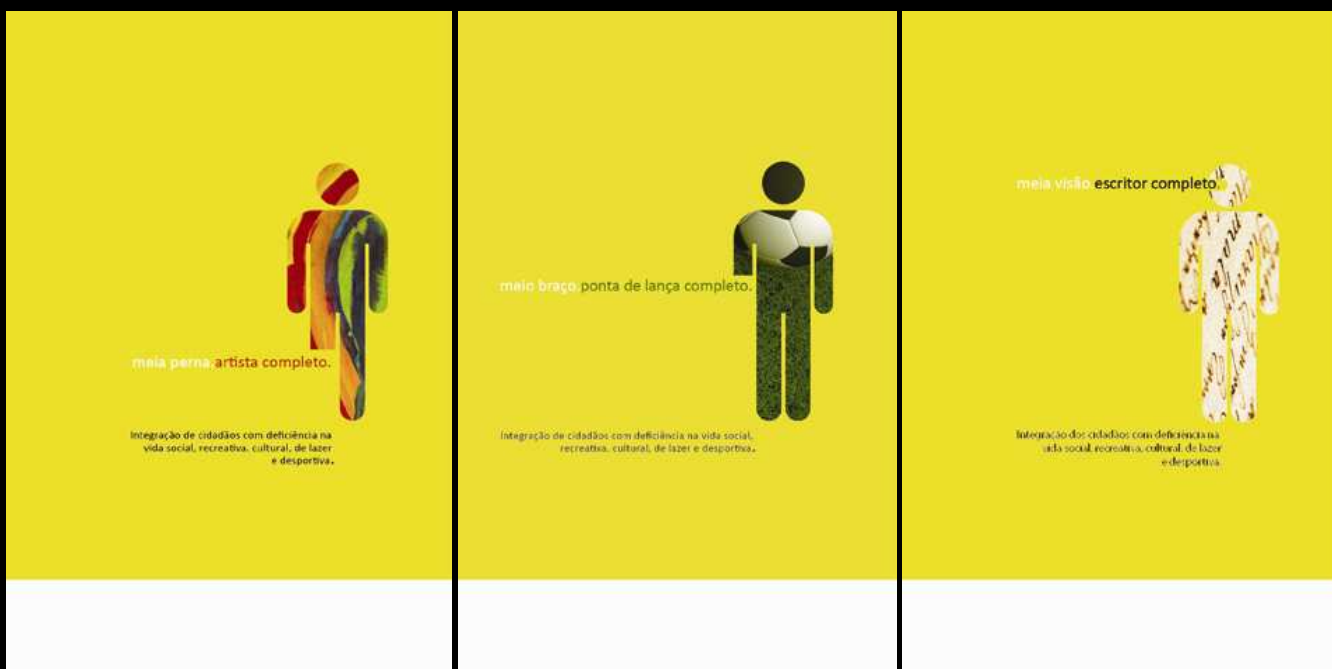 meia perna.artista completo.
Integração de cidadãos com deficiência na
vida social, recreativa, cultural, de lazer
e desportiva.
meio braço.ponta de lança completo.
Integração de cidadãos com deficiência na vida social,
recreativa, cultural, de lazer e desportiva.
meia visão.escritor completo.
Integração dos cidadãos com deficiência na
vida social, recreativa, cultural, de lazer
e desportiva.